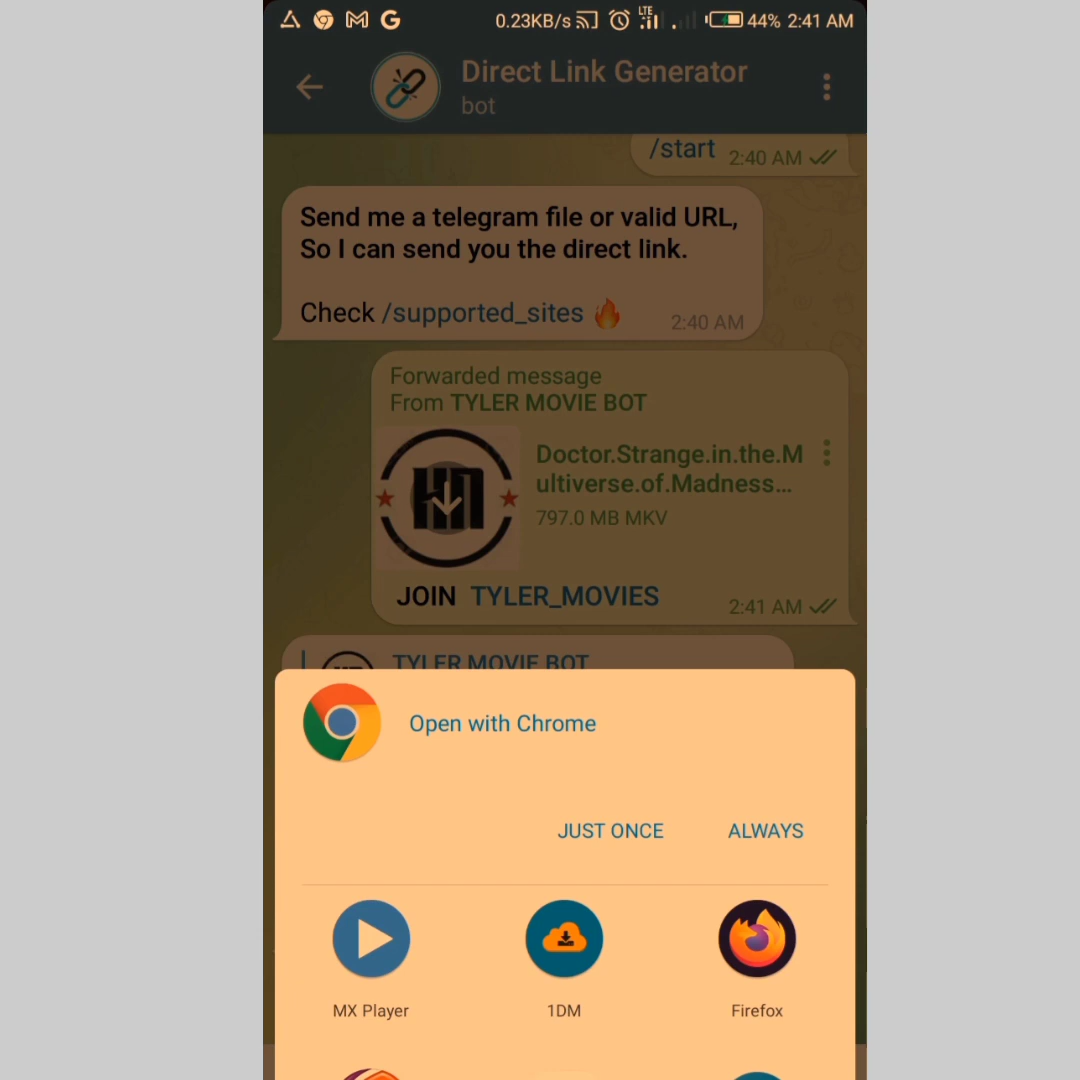 0.23KB/s LTE 44% 2:41 AM
Direct Link Generator
bot
/start 2:40 AM
Send me a telegram file or valid URL,
So I can send you the direct link.
Check /supported_sites 2:40 AM
Forwarded message
From TYLER MOVIE BOT
Doctor.Strange.in.the.M
ultiverse.of.Madness...
797.0 MB MKV
JOIN TYLER_MOVIES 2:41 AM
TYLER MOVIE BOT
Open with Chrome
JUST ONCE ALWAYS
MX Player 1DM Firefox